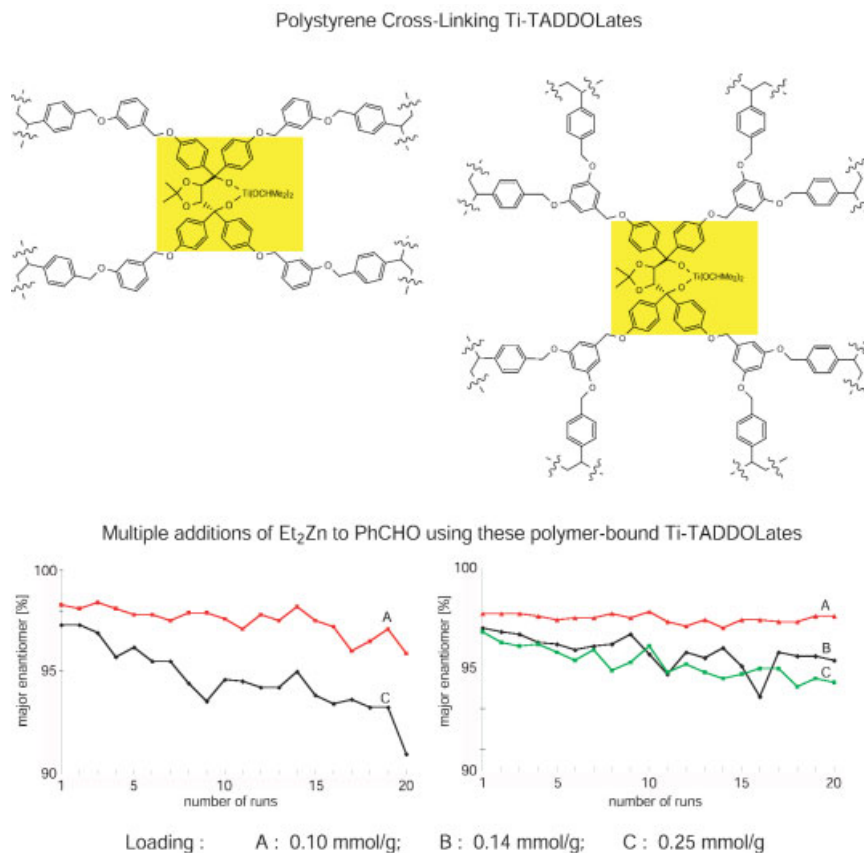 Polystyrene Cross-Linking Ti-TADDOLates
O O O O
O O Ti(OCHMe₂)₂
O O
O O O O
O O
O O O O
O O Ti(OCHMe₂)₂
O O
O O O O
O O
Multiple additions of Et₂Zn to PhCHO using these polymer-bound Ti-TADDOLates
major enantiomer [%]
100
95
90
A
C
1 5 10 15 20
number of runs
major enantiomer [%]
100
95
90
A
B
C
1 5 10 15 20
number of runs
Loading : A : 0.10 mmol/g; B : 0.14 mmol/g; C : 0.25 mmol/g